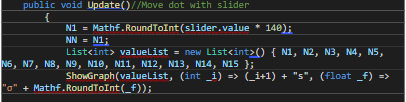 public void Update()//Move dot with slider
{
N1 = Mathf.RoundToInt(slider.value * 140);
NN = N1;
List<int> valueList = new List<int>() { N1, N2, N3, N4, N5,
N6, N7, N8, N9, N10, N11, N12, N13, N14, N15 };
ShowGraph(valueList, (int _i) => (_i+1) + "s", (float _f) =>
"σ" + Mathf.RoundToInt(_f));